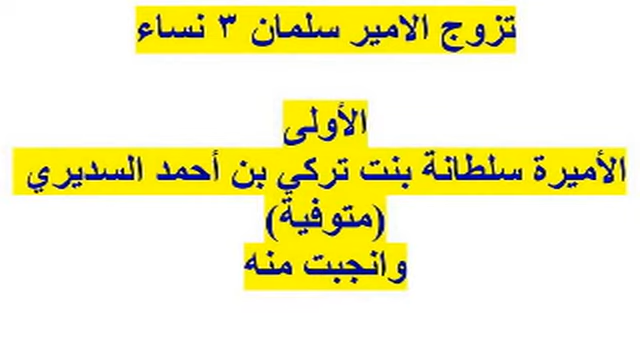 تزوج الامير سلمان ٣ نساء
الأولى
الأميرة سلطانة بنت تركي بن أحمد السديري
(متوفية)
وانجبت منه